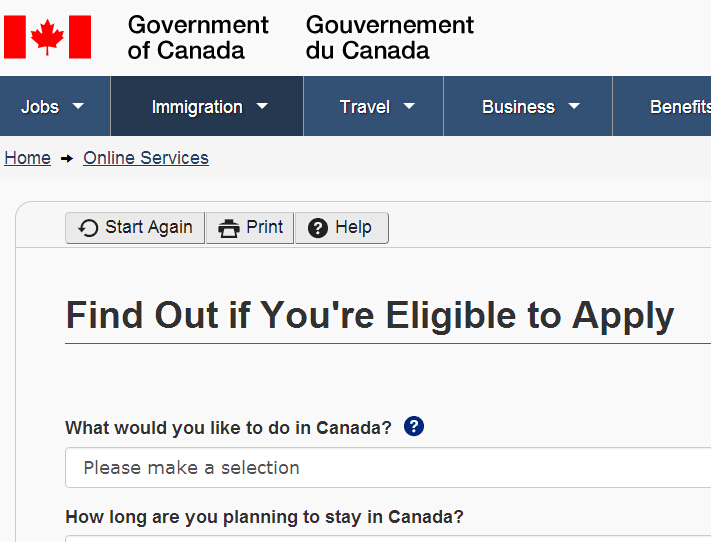 Government Gouvernement
of Canada du Canada
Jobs Immigration Travel Business Benefits
Home Online Services
Start Again Print Help
Find Out if You're Eligible to Apply
What would you like to do in Canada? ?
Please make a selection
How long are you planning to stay in Canada?